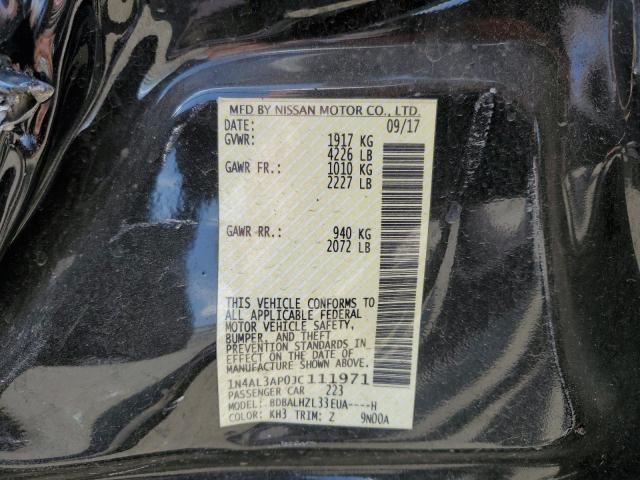 MFD BY NISSAN MOTOR CO., LTD.
DATE: 09/17
GVWR: 1917 KG
4226 LB
GAWR FR.: 1010 KG
2227 LB
GAWR RR.: 940 KG
2072 LB
THIS VEHICLE CONFORMS TO
ALL APPLICABLE FEDERAL
MOTOR VEHICLE SAFETY,
BUMPER, AND THEFT
PREVENTION STANDARDS IN
EFFECT ON THE DATE OF
MANUFACTURE SHOWN ABOVE.
1N4AL3AP0JC111971
PASSENGER CAR 223
MODEL: BDBALHZL33EUA----H
COLOR: KH3 TRIM: Z 9N00A